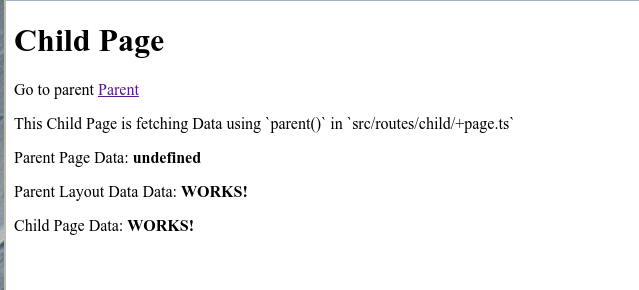 Child Page
Go to parent Parent
This Child Page is fetching Data using `parent()` in `src/routes/child/+page.ts`
Parent Page Data: undefined
Parent Layout Data Data: WORKS!
Child Page Data: WORKS!